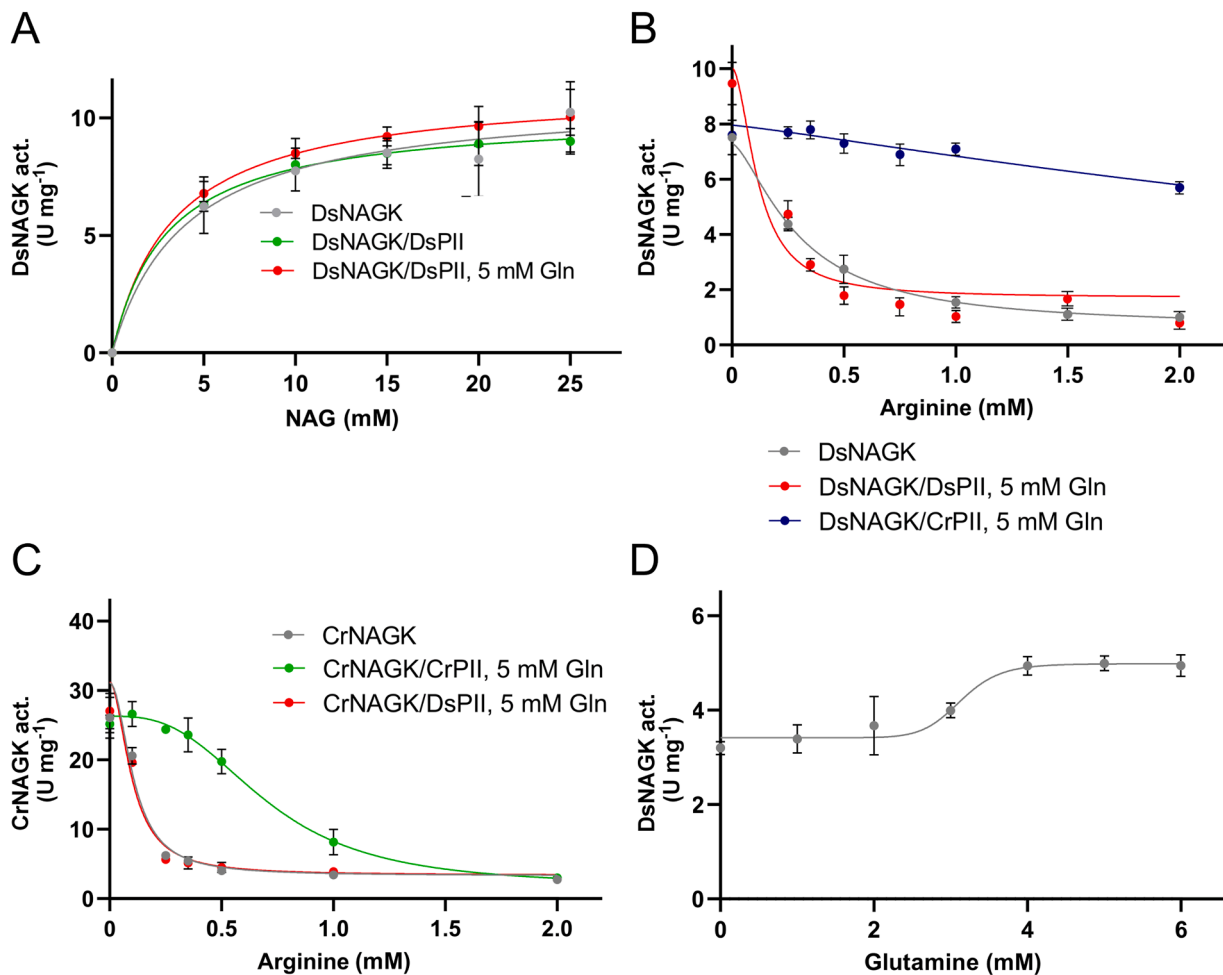 A
DsNAGK act.
(U mg-1)
10
5
0
0
5
10
15
20
25
NAG (mM)
DsNAGK
DsNAGK/DsPII
DsNAGK/DsPII, 5 mM Gln
B
DsNAGK act.
(U mg-1)
10
8
6
4
2
0
0
0.5
1.0
1.5
2.0
Arginine (mM)
DsNAGK
DsNAGK/DsPII, 5 mM Gln
DsNAGK/CrPII, 5 mM Gln
C
CrNAGK act.
(U mg-1)
40
30
20
10
0
0
0.5
1.0
1.5
2.0
Arginine (mM)
CrNAGK
CrNAGK/CrPII, 5 mM Gln
CrNAGK/DsPII, 5 mM Gln
D
DsNAGK act.
(U mg-1)
6
4
2
0
0
2
4
6
Glutamine (mM)